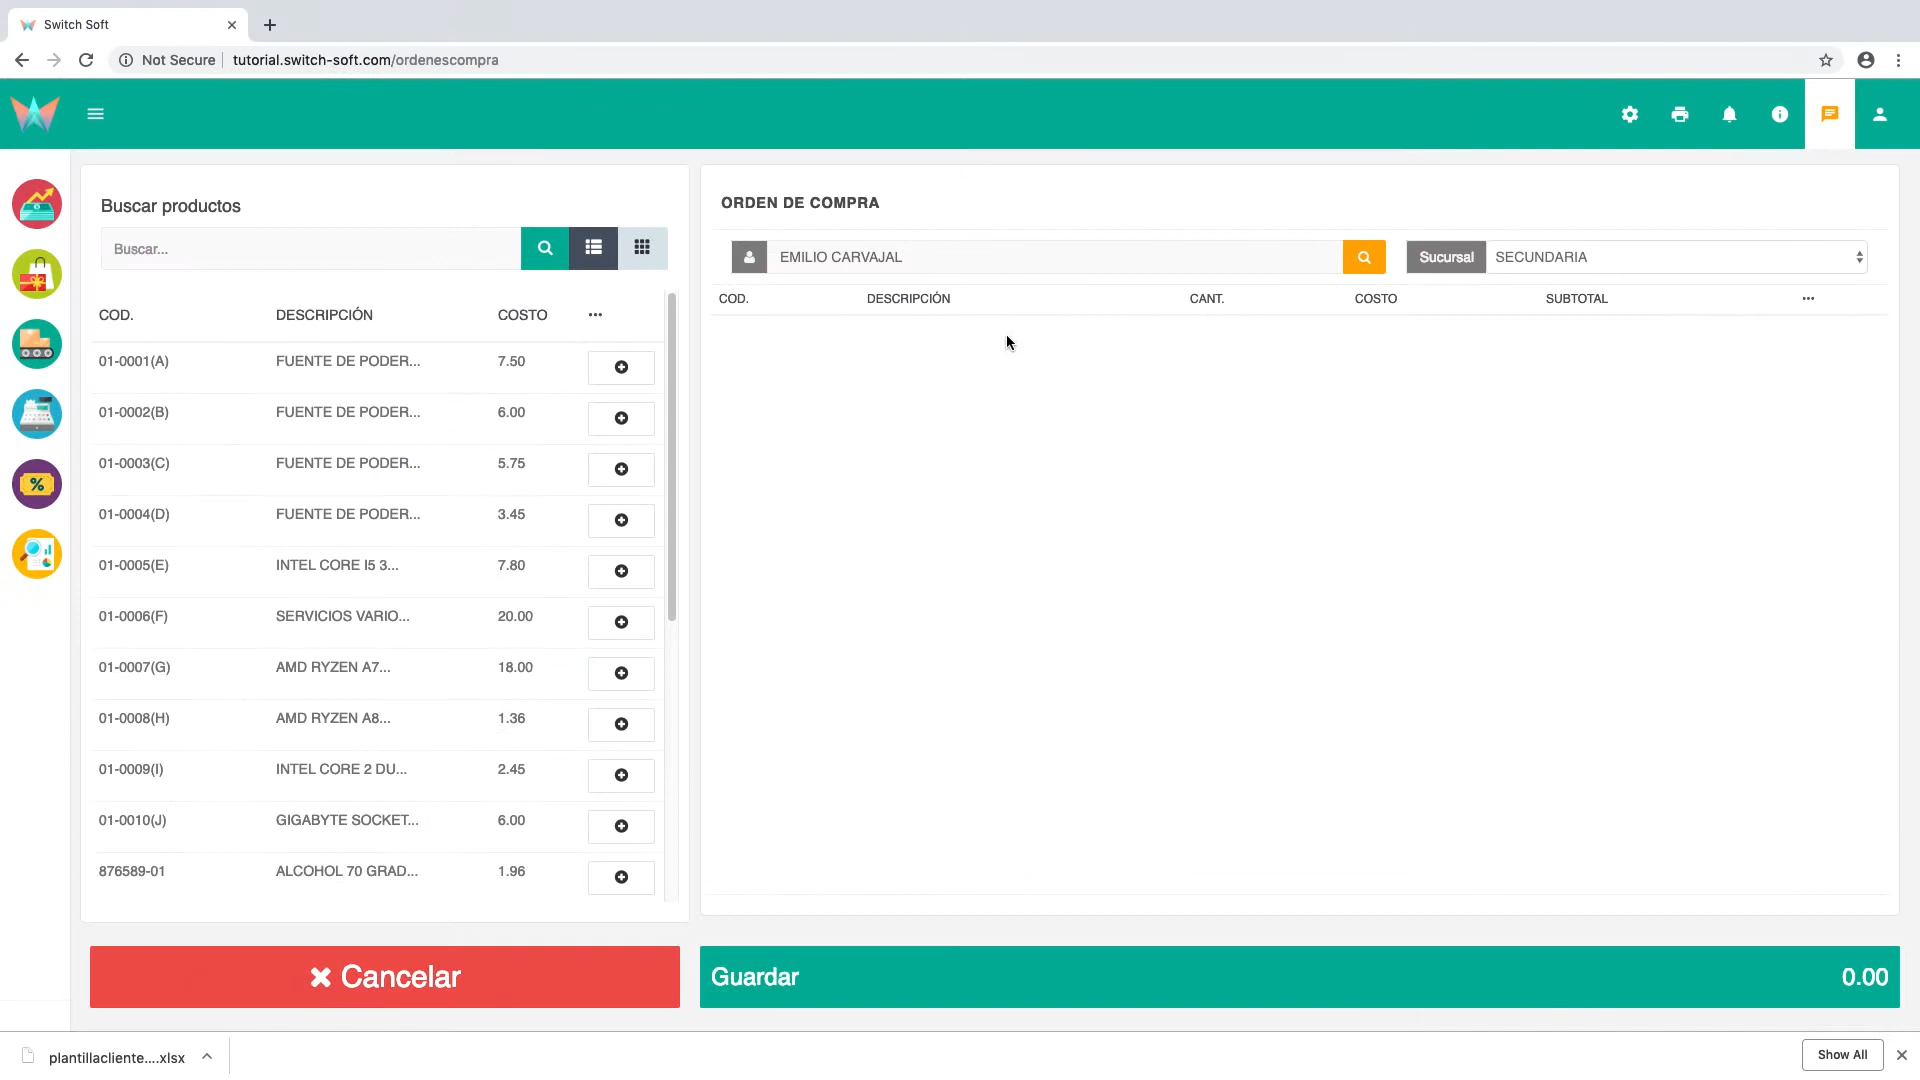 Switch Soft
Not Secure
tutorial.switch-soft.com/ordenescompra
Buscar productos
Buscar...
COD. DESCRIPCIÓN COSTO ...
01-0001(A) FUENTE DE PODER... 7.50
01-0002(B) FUENTE DE PODER... 6.00
01-0003(C) FUENTE DE PODER... 5.75
01-0004(D) FUENTE DE PODER... 3.45
01-0005(E) INTEL CORE I5 3... 7.80
01-0006(F) SERVICIOS VARIO... 20.00
01-0007(G) AMD RYZEN A7... 18.00
01-0008(H) AMD RYZEN A8... 1.36
01-0009(I) INTEL CORE 2 DU... 2.45
01-0010(J) GIGABYTE SOCKET... 6.00
876589-01 ALCOHOL 70 GRAD... 1.96
ORDEN DE COMPRA
EMILIO CARVAJAL
Sucursal SECUNDARIA
COD. DESCRIPCIÓN CANT. COSTO SUBTOTAL ...
Cancelar
Guardar 0.00
plantillacliente....xlsx
Show All